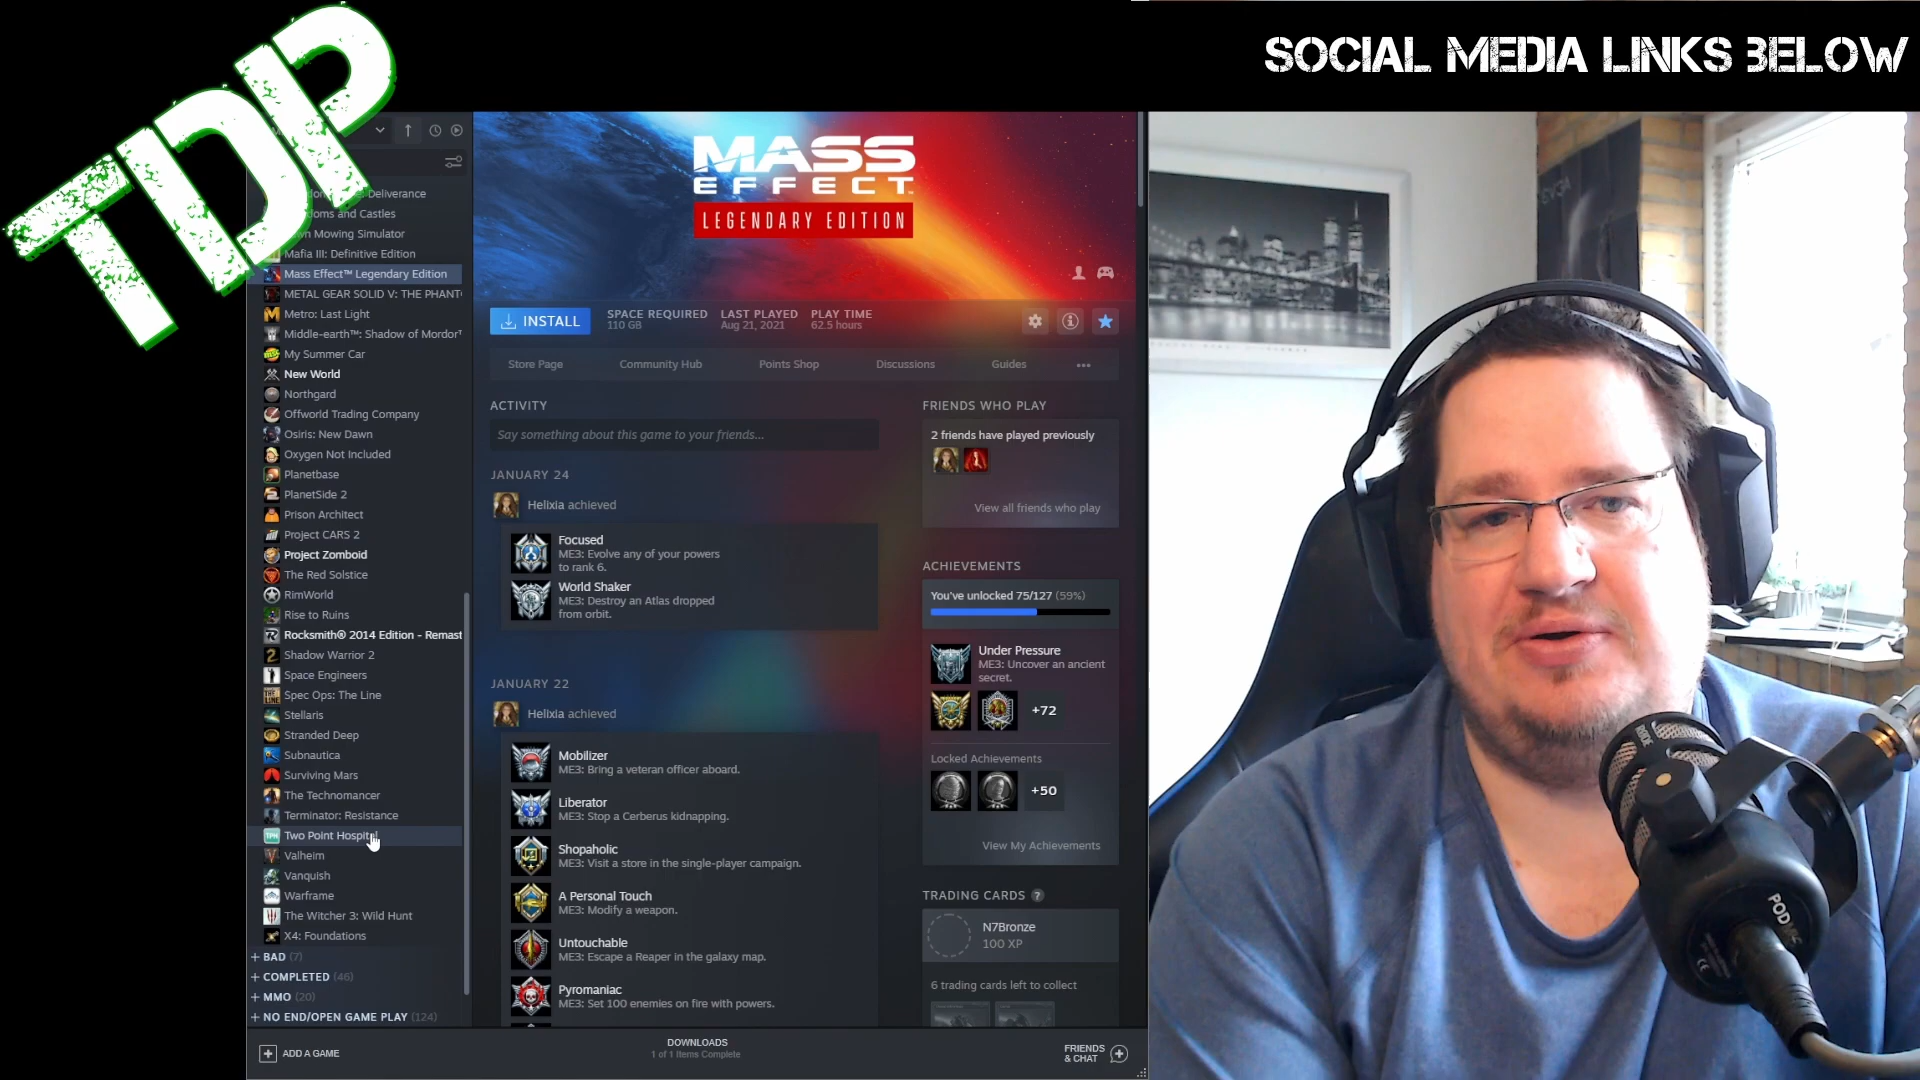 TDP
SOCIAL MEDIA LINKS BELOW
Deliverance
doms and Castles
Mowing Simulator
Mafia III: Definitive Edition
Mass Effect™ Legendary Edition
METAL GEAR SOLID V: THE PHANT
Metro: Last Light
Middle-earth™: Shadow of Mordor™
My Summer Car
New World
Northgard
Offworld Trading Company
Osiris: New Dawn
Oxygen Not Included
Planetbase
PlanetSide 2
Prison Architect
Project CARS 2
Project Zomboid
The Red Solstice
RimWorld
Rise to Ruins
Rocksmith® 2014 Edition - Remast
Shadow Warrior 2
Space Engineers
Spec Ops: The Line
Stellaris
Stranded Deep
Subnautica
Surviving Mars
The Technomancer
Terminator: Resistance
Two Point Hospital
Valheim
Vanquish
Warframe
The Witcher 3: Wild Hunt
X4: Foundations
+ BAD (7)
+ COMPLETED (46)
+ MMO (20)
+ NO END/OPEN GAME PLAY (124)
ADD A GAME
MASS
EFFECT™
LEGENDARY EDITION
INSTALL
SPACE REQUIRED
110 GB
LAST PLAYED
Aug 21, 2021
PLAY TIME
62.5 hours
Store Page
Community Hub
Points Shop
Discussions
Guides
ACTIVITY
Say something about this game to your friends...
JANUARY 24
Helixia achieved
Focused
ME3: Evolve any of your powers
to rank 6.
World Shaker
ME3: Destroy an Atlas dropped
from orbit.
JANUARY 22
Helixia achieved
Mobilizer
ME3: Bring a veteran officer aboard.
Liberator
ME3: Stop a Cerberus kidnapping.
Shopaholic
ME3: Visit a store in the single-player campaign.
A Personal Touch
ME3: Modify a weapon.
Untouchable
ME3: Escape a Reaper in the galaxy map.
Pyromaniac
ME3: Set 100 enemies on fire with powers.
FRIENDS WHO PLAY
2 friends have played previously
View all friends who play
ACHIEVEMENTS
You've unlocked 75/127 (59%)
Under Pressure
ME3: Uncover an ancient
secret.
+72
Locked Achievements
+50
View My Achievements
TRADING CARDS ?
N7Bronze
100 XP
6 trading cards left to collect
DOWNLOADS
1 of 1 Items Complete
FRIENDS
& CHAT
RØDE
PODMIC